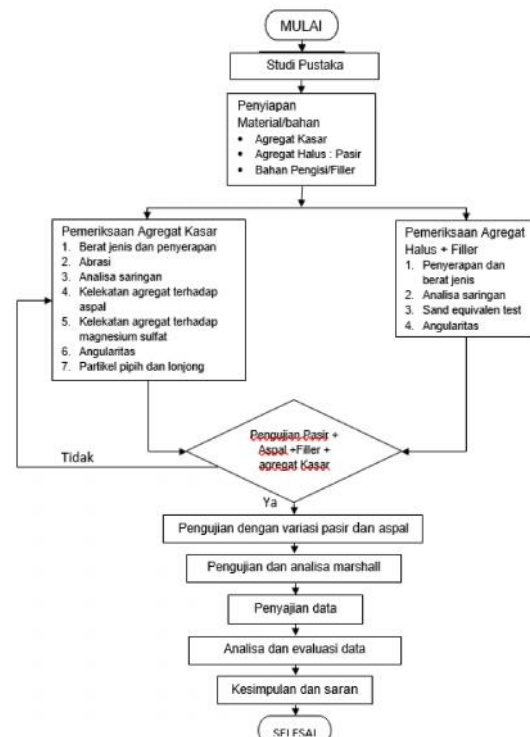 MULAI
Studi Pustaka
Penyiapan
Material/bahan
• Agregat Kasar
• Agregat Halus : Pasir
• Bahan Pengisi/Filler
Pemeriksaan Agregat Kasar
1. Berat jenis dan penyerapan
2. Abrasi
3. Analisa saringan
4. Kelekatan agregat terhadap
aspal
5. Kelekatan agregat terhadap
magnesium sulfat
6. Angularitas
7. Partikel pipih dan lonjong
Pemeriksaan Agregat
Halus + Filler
1. Penyerapan dan
berat jenis
2. Analisa saringan
3. Sand equivalen test
4. Angularitas
Pengujian Pasir +
Aspal +Filler +
agregat Kasar
Tidak
Ya
Pengujian dengan variasi pasir dan aspal
Pengujian dan analisa marshall
Penyajian data
Analisa dan evaluasi data
Kesimpulan dan saran
SELESAI